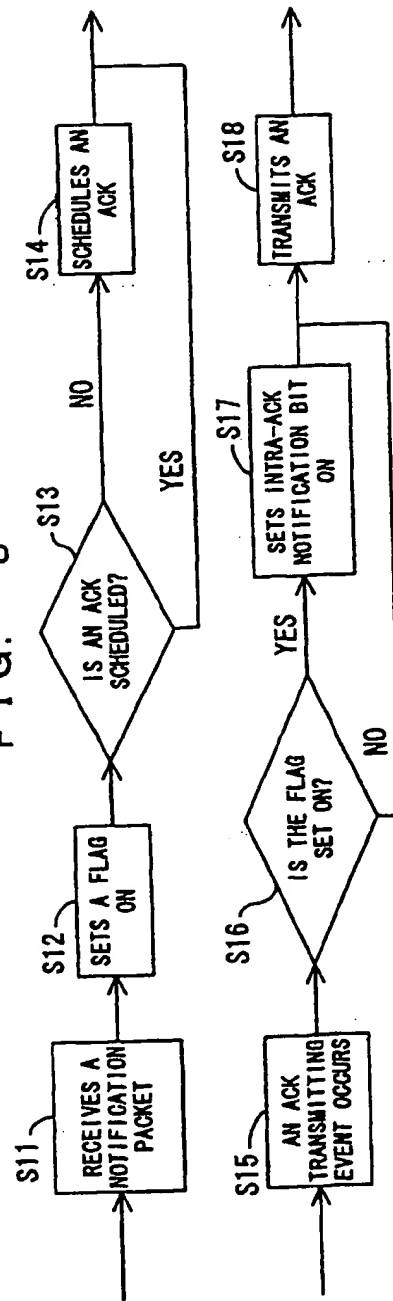 FIG.
S11
RECEIVES A
NOTIFICATION
PACKET
S12
SETS A FLAG
ON
S13
IS AN ACK
SCHEDULED?
NO
YES
S14
SCHEDULES AN
ACK
S15
AN ACK
TRANSMITTING
EVENT OCCURS
S16
IS THE FLAG
SET ON?
YES
NO
S17
SETS INTRA-ACK
NOTIFICATION BIT
ON
S18
TRANSMITS AN
ACK